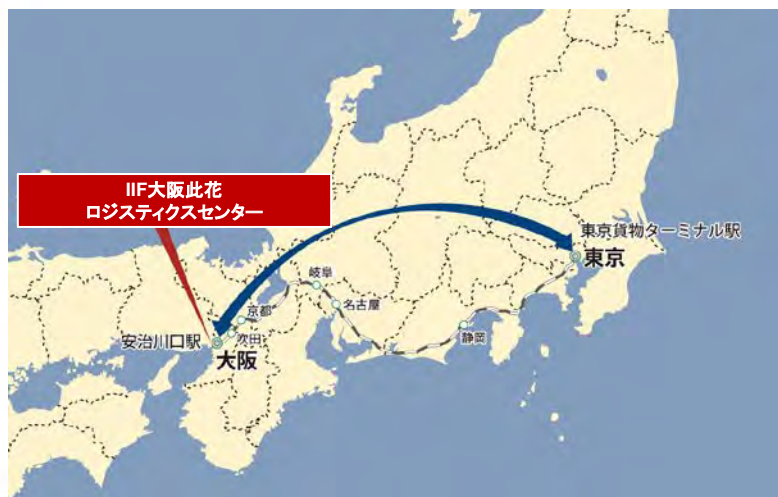 IIF大阪此花
ロジスティクスセンター
東京貨物ターミナル駅
東京
岐阜
名古屋
京都
静岡
安治川口駅
吹田
大阪